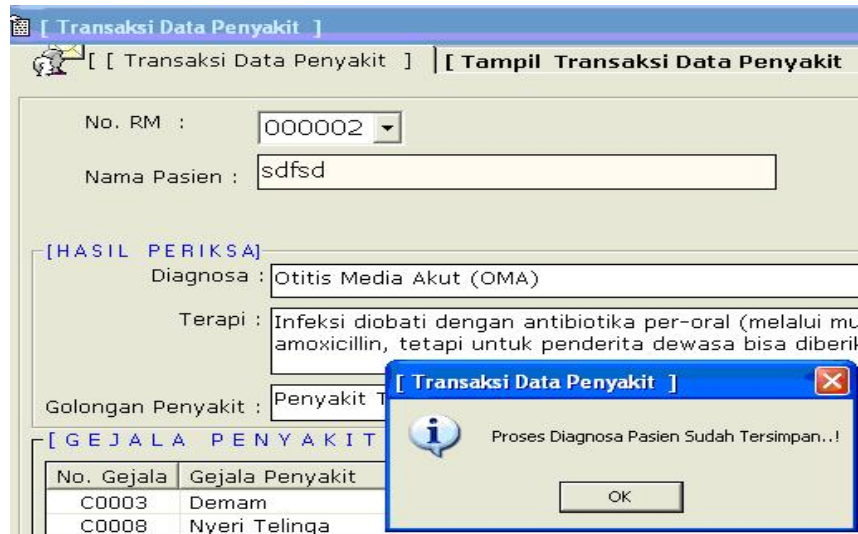 [ Transaksi Data Penyakit ]
[ [ Transaksi Data Penyakit ] [ Tampil Transaksi Data Penyakit
No. RM : 000002
Nama Pasien : sdfsd
[HASIL PERIKSA]
Diagnosa : Otitis Media Akut (OMA)
Terapi : Infeksi diobati dengan antibiotika per-oral (melalui
amoxicillin, tetapi untuk penderita dewasa bisa
[ Transaksi Data Penyakit ]
Golongan Penyakit : Penyakit
Proses Diagnosa Pasien Sudah Tersimpan..!
OK
[GEJALA PENYAKIT
No. Gejala Gejala Penyakit
C0003 Demam
C0008 Nyeri Telinga